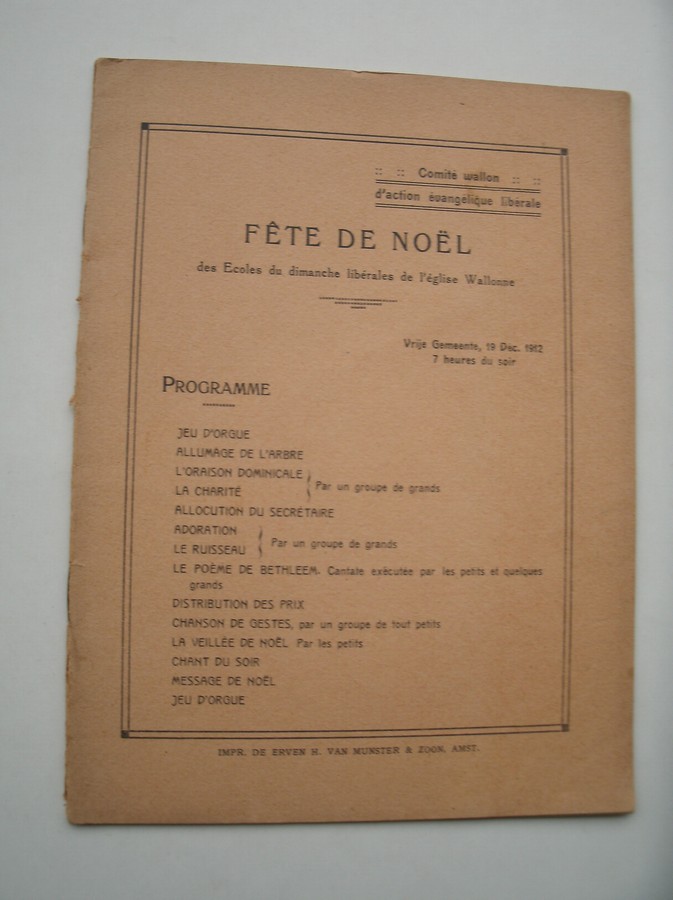 :: :: Comité wallon :: ::
d'action évangélique libérale
FÊTE DE NOËL
des Ecoles du dimanche libérales de l'église Wallonne
Vrije Gemeente, 19 Dec. 1912
7 heures du soir
PROGRAMME
JEU D'ORGUE
ALLUMAGE DE L'ARBRE
L'ORAISON DOMINICALE
LA CHARITÉ
Par un groupe de grands
ALLOCUTION DU SECRÉTAIRE
ADORATION
LE RUISSEAU
Par un groupe de grands
LE POÈME DE BETHLEEM. Cantate exécutée par les petits et quelques
grands
DISTRIBUTION DES PRIX
CHANSON DE GESTES, par un groupe de tout petits
LA VEILLÉE DE NOËL Par les petits
CHANT DU SOIR
MESSAGE DE NOËL
JEU D'ORGUE
IMPR. DE ERVEN H. VAN MUNSTER & ZOON, AMST.